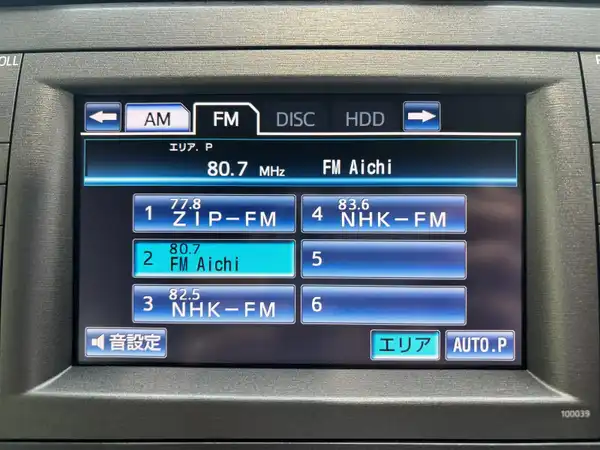 OLL
AM FM DISC HDD
エリア. P
80.7 MHz FM Aichi
1 77.8 ZIP-FM
4 83.6 NHK-FM
2 80.7 FM Aichi
5
3 82.5 NHK-FM
6
音設定 エリア AUTO.P
100039